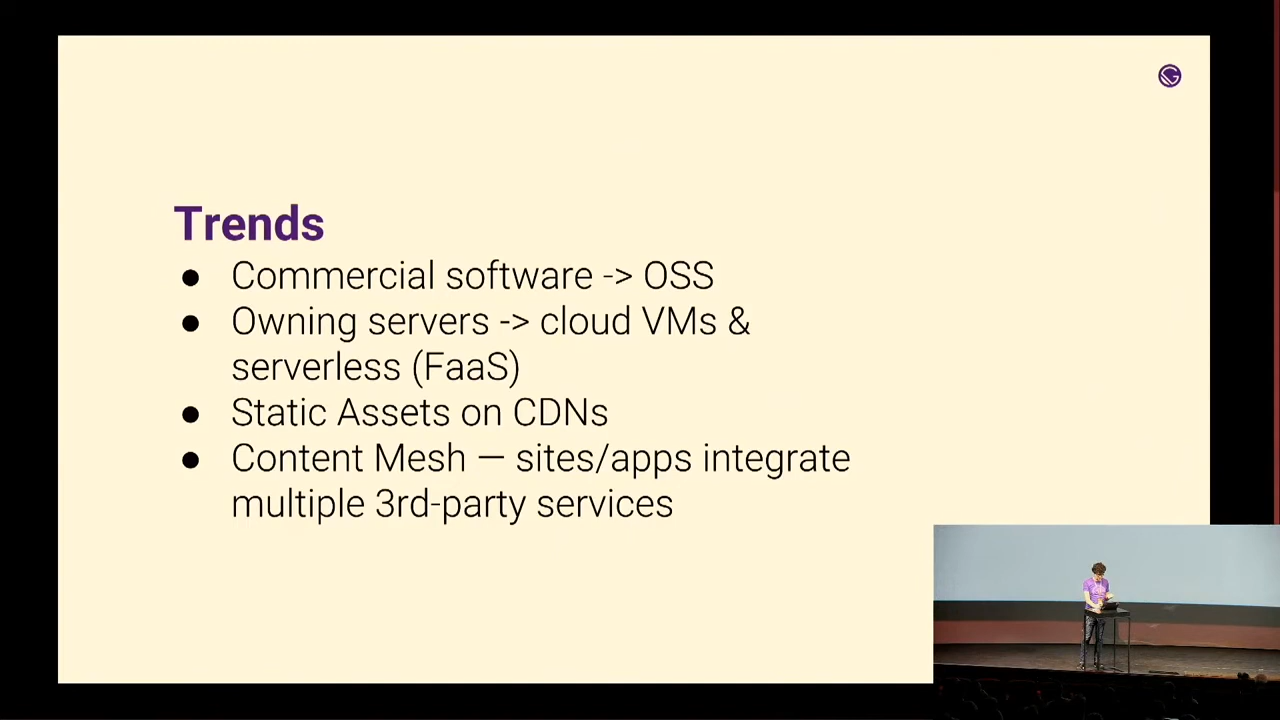 Trends
● Commercial software -> OSS
● Owning servers -> cloud VMs &
serverless (FaaS)
● Static Assets on CDNs
● Content Mesh — sites/apps integrate
multiple 3rd-party services